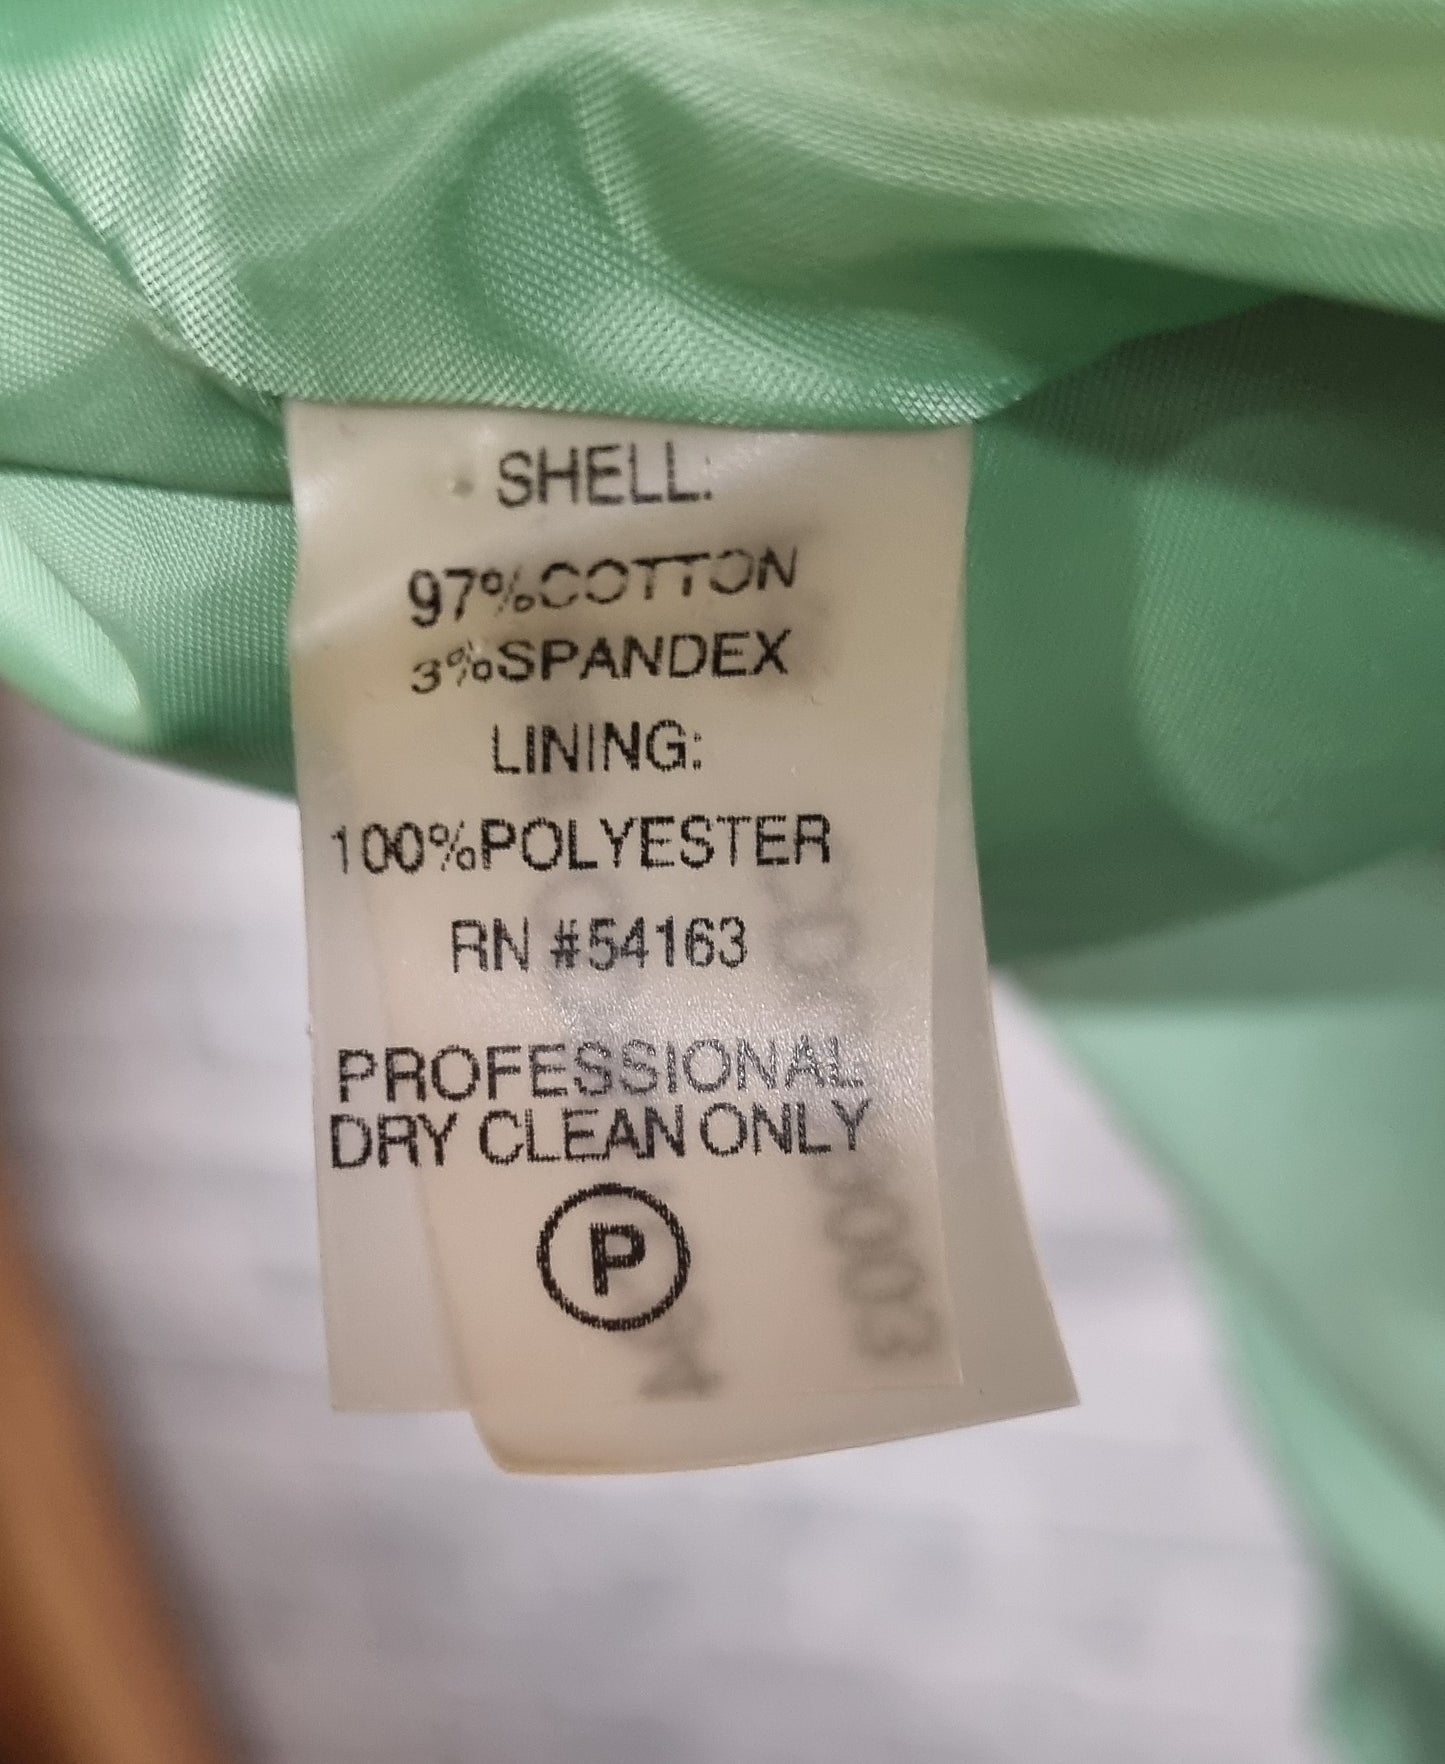 SHELL:
97%COTTON
3%SPANDEX
LINING:
100%POLYESTER
RN #54163
PROFESSIONAL
DRY CLEAN ONLY
P